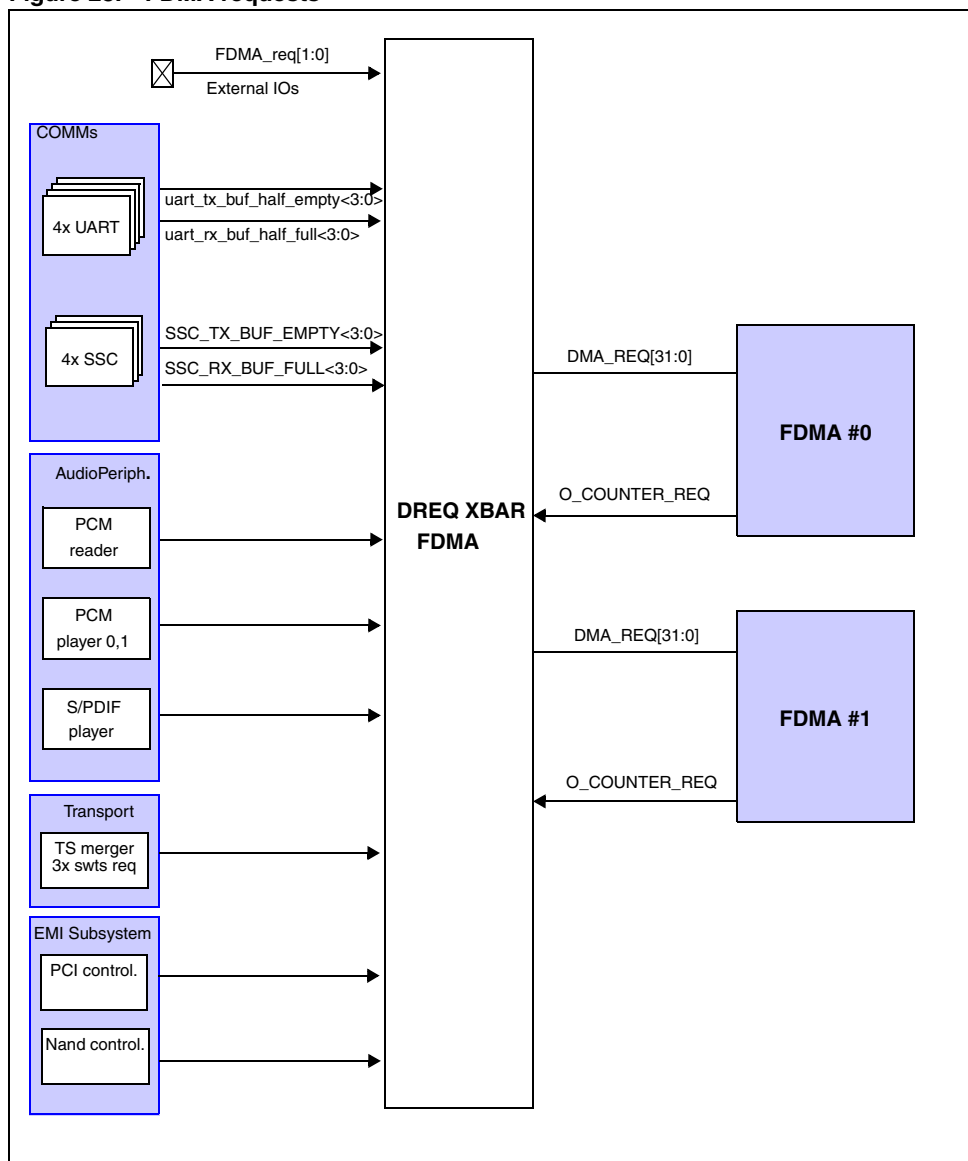 FDMA_req[1:0]
External IOs
COMMs
4x UART
uart_tx_buf_half_empty<3:0>
uart_rx_buf_half_full<3:0>
4x SSC
SSC_TX_BUF_EMPTY<3:0>
SSC_RX_BUF_FULL<3:0>
AudioPeriph.
PCM
reader
PCM
player 0,1
S/PDIF
player
Transport
TS merger
3x swts req
EMI Subsystem
PCI control.
Nand control.
DREQ XBAR
FDMA
DMA_REQ[31:0]
FDMA #0
O_COUNTER_REQ
DMA_REQ[31:0]
FDMA #1
O_COUNTER_REQ